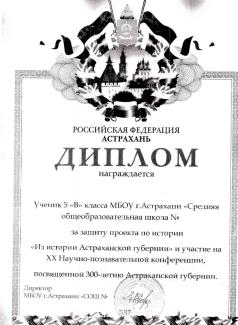 РОССИЙСКАЯ ФЕДЕРАЦИЯ
АСТРАХАНЬ
ДИПЛОМ
награждается
Ученик 5 «В» класса МБОУ г.Астрахани «Средняя
общеобразовательная школа №
за защиту проекта по истории
«Из истории Астраханской губернии» и участие на
XX Научно-познавательной конференции,
посвященной 300-летию Астраханской губернии.
Директор
МБОУ г.Астрахани «СОШ №
2017